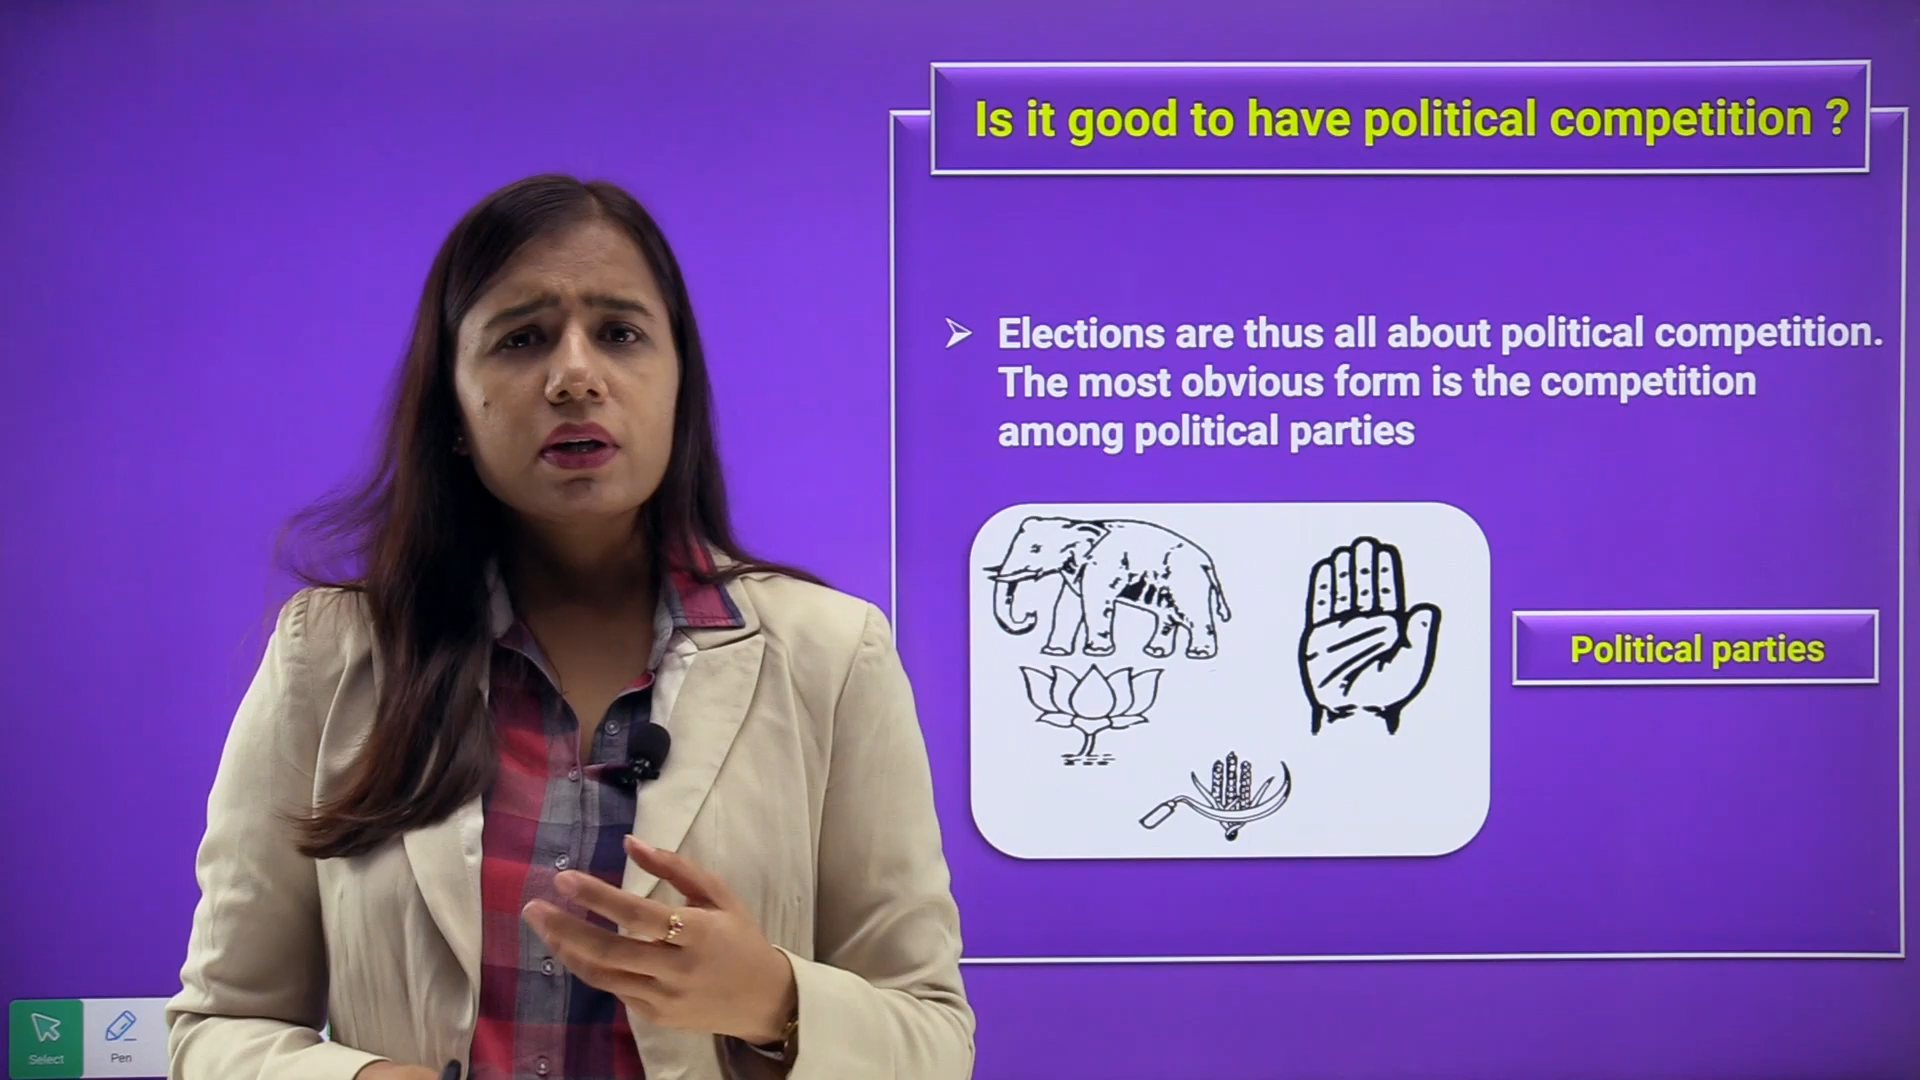 Is it good to have political competition ?
➢ Elections are thus all about political competition.
The most obvious form is the competition
among political parties
Political parties
Select
Pen